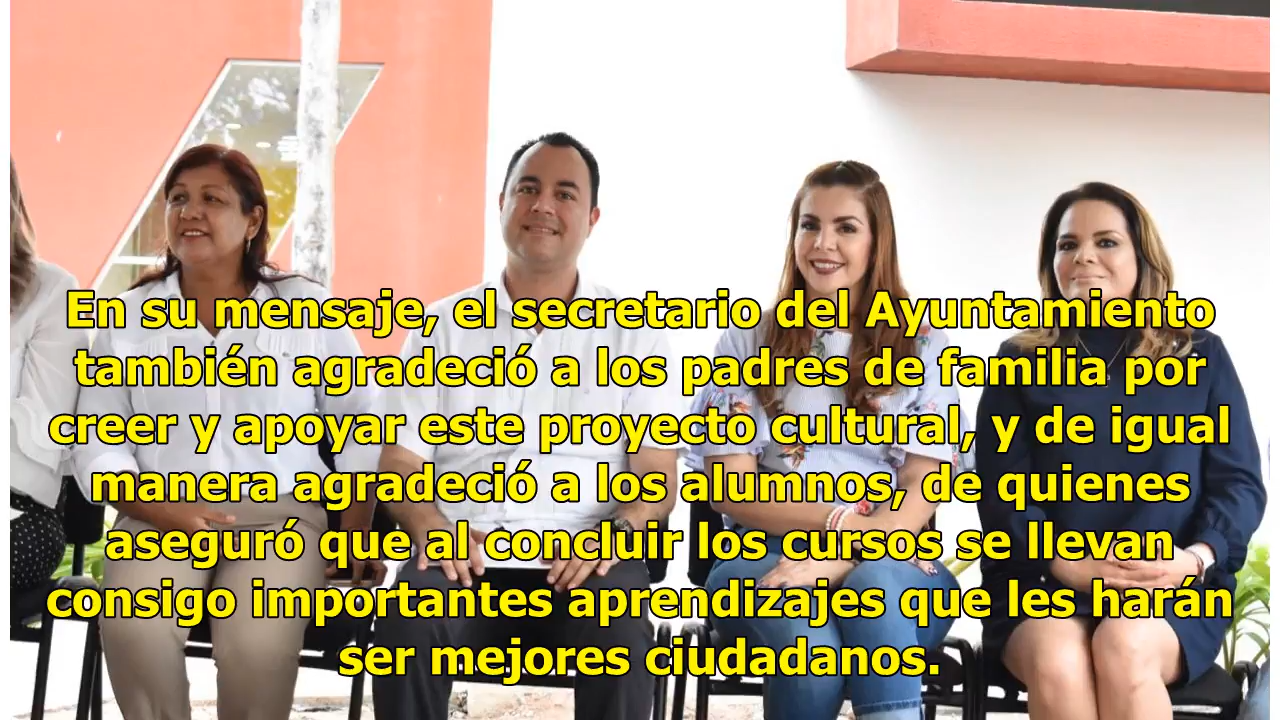 En su mensaje, el secretario del Ayuntamiento
también agradeció a los padres de familia por
creer y apoyar este proyecto cultural, y de igual
manera agradeció a los alumnos, de quienes
aseguró que al concluir los cursos se llevan
consigo importantes aprendizajes que les harán
ser mejores ciudadanos.